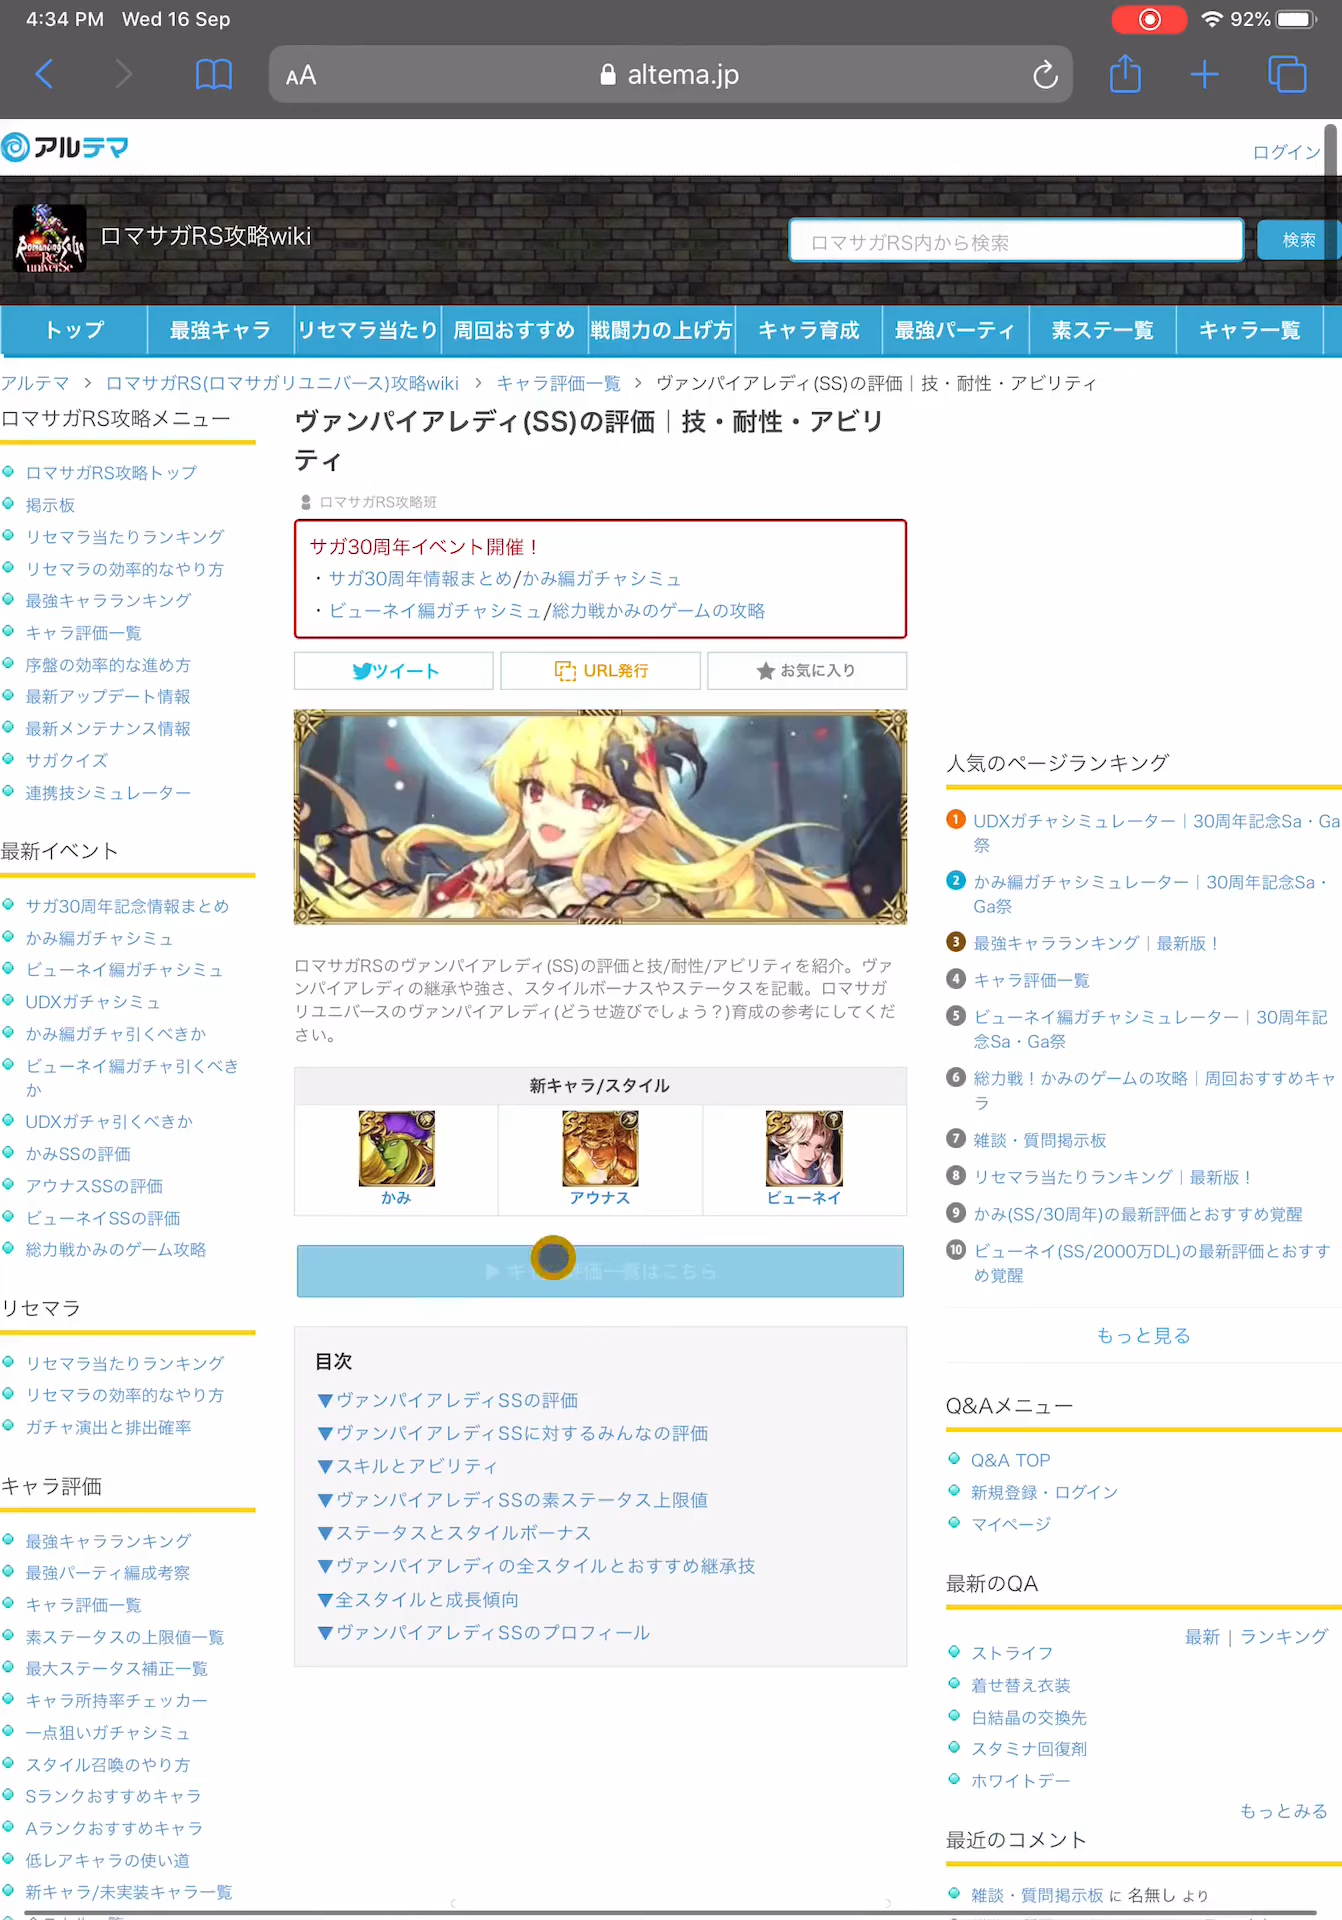 4:34 PM Wed 16 Sep
92%
AA
altema.jp
アルテマ
ログイン
Romancing SaGa
Re:
univerSe
ロマサガRS攻略wiki
ロマサガRS内から検索
検索
トップ
最強キャラ
リセマラ当たり
周回おすすめ
戦闘力の上げ方
キャラ育成
最強パーティ
素ステ一覧
キャラ一覧
アルテマ > ロマサガRS(ロマサガリユニバース)攻略wiki > キャラ評価一覧 > ヴァンパイアレディ(SS)の評価｜技・耐性・アビリティ
ロマサガRS攻略メニュー
ロマサガRS攻略トップ
掲示板
リセマラ当たりランキング
リセマラの効率的なやり方
最強キャラランキング
キャラ評価一覧
序盤の効率的な進め方
最新アップデート情報
最新メンテナンス情報
サガクイズ
連携技シミュレーター
最新イベント
サガ30周年記念情報まとめ
かみ編ガチャシミュ
ビューネイ編ガチャシミュ
UDXガチャシミュ
かみ編ガチャ引くべきか
ビューネイ編ガチャ引くべき
か
UDXガチャ引くべきか
かみSSの評価
アウナスSSの評価
ビューネイSSの評価
総力戦かみのゲーム攻略
リセマラ
リセマラ当たりランキング
リセマラの効率的なやり方
ガチャ演出と排出確率
キャラ評価
最強キャラランキング
最強パーティ編成考察
キャラ評価一覧
素ステータスの上限値一覧
最大ステータス補正一覧
キャラ所持率チェッカー
一点狙いガチャシミュ
スタイル召喚のやり方
Sランクおすすめキャラ
Aランクおすすめキャラ
低レアキャラの使い道
新キャラ/未実装キャラ一覧
ヴァンパイアレディ(SS)の評価｜技・耐性・アビリ
ティ
ロマサガRS攻略班
サガ30周年イベント開催！
・サガ30周年情報まとめ/かみ編ガチャシミュ
・ビューネイ編ガチャシミュ/総力戦かみのゲームの攻略
ツイート
URL発行
お気に入り
ロマサガRSのヴァンパイアレディ(SS)の評価と技/耐性/アビリティを紹介。ヴァ
ンパイアレディの継承や強さ、スタイルボーナスやステータスを記載。ロマサガ
リユニバースのヴァンパイアレディ(どうせ遊びでしょう？)育成の参考にしてくだ
さい。
新キャラ/スタイル
SS
SS
SS
かみ
アウナス
ビューネイ
▶キ 評価一覧はこちら
目次
▼ヴァンパイアレディSSの評価
▼ヴァンパイアレディSSに対するみんなの評価
▼スキルとアビリティ
▼ヴァンパイアレディSSの素ステータス上限値
▼ステータスとスタイルボーナス
▼ヴァンパイアレディの全スタイルとおすすめ継承技
▼全スタイルと成長傾向
▼ヴァンパイアレディSSのプロフィール
人気のページランキング
1 UDXガチャシミュレーター｜30周年記念Sa・Ga
祭
2 かみ編ガチャシミュレーター｜30周年記念Sa・
Ga祭
3 最強キャラランキング｜最新版！
4 キャラ評価一覧
5 ビューネイ編ガチャシミュレーター｜30周年記
念Sa・Ga祭
6 総力戦！かみのゲームの攻略｜周回おすすめキャ
ラ
7 雑談・質問掲示板
8 リセマラ当たりランキング｜最新版！
9 かみ(SS/30周年)の最新評価とおすすめ覚醒
10 ビューネイ(SS/2000万DL)の最新評価とおすす
め覚醒
もっと見る
Q&Aメニュー
Q&A TOP
新規登録・ログイン
マイページ
最新のQA
最新 | ランキング
ストライフ
着せ替え衣装
白結晶の交換先
スタミナ回復剤
ホワイトデー
もっとみる
最近のコメント
雑談・質問掲示板 に 名無し より